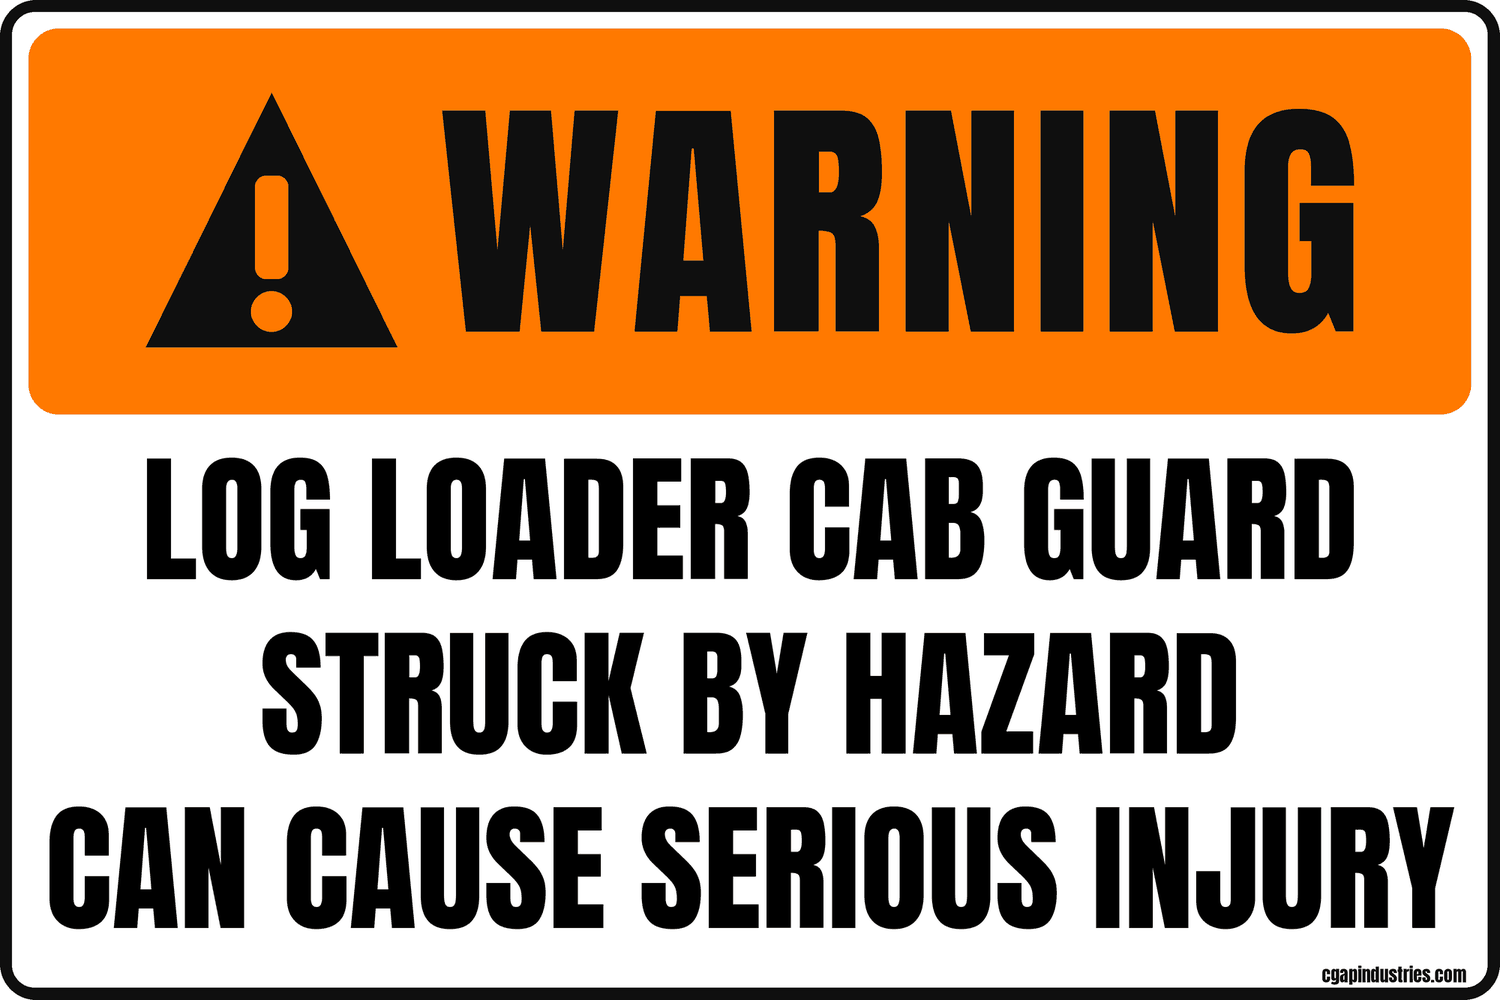 WARNING
LOG LOADER CAB GUARD
STRUCK BY HAZARD
CAN CAUSE SERIOUS INJURY
cgapindustries.com